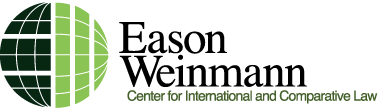 Eason
Weinmann
Center for International and Comparative Law